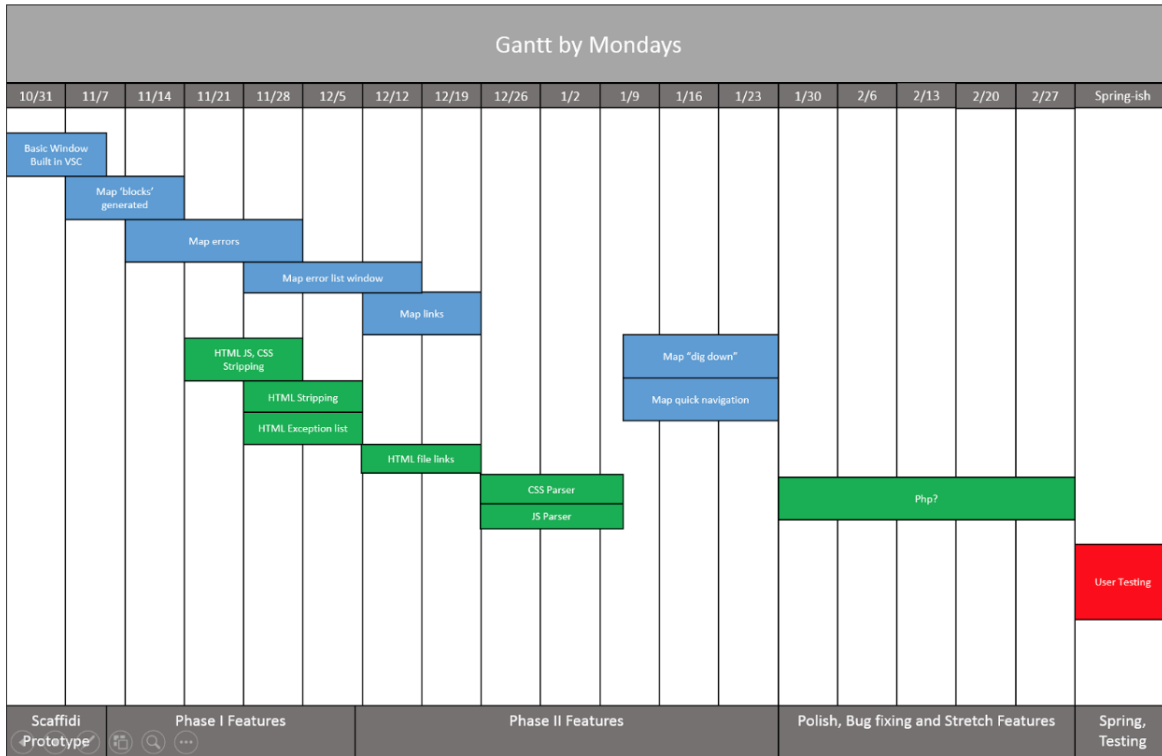 Gantt by Mondays
10/31 11/7 11/14 11/21 11/28 12/5 12/12 12/19 12/26 1/2 1/9 1/16 1/23 1/30 2/6 2/13 2/20 2/27 Spring-ish
Basic Window
Built in VSC
Map ‘blocks’
generated
Map errors
Map error list window
Map links
HTML JS, CSS
Stripping
Map “dig down”
HTML Stripping
Map quick navigation
HTML Exception list
HTML file links
CSS Parser
Php?
JS Parser
User Testing
Scaffidi
Prototype
Phase I Features
Phase II Features
Polish, Bug fixing and Stretch Features
Spring,
Testing